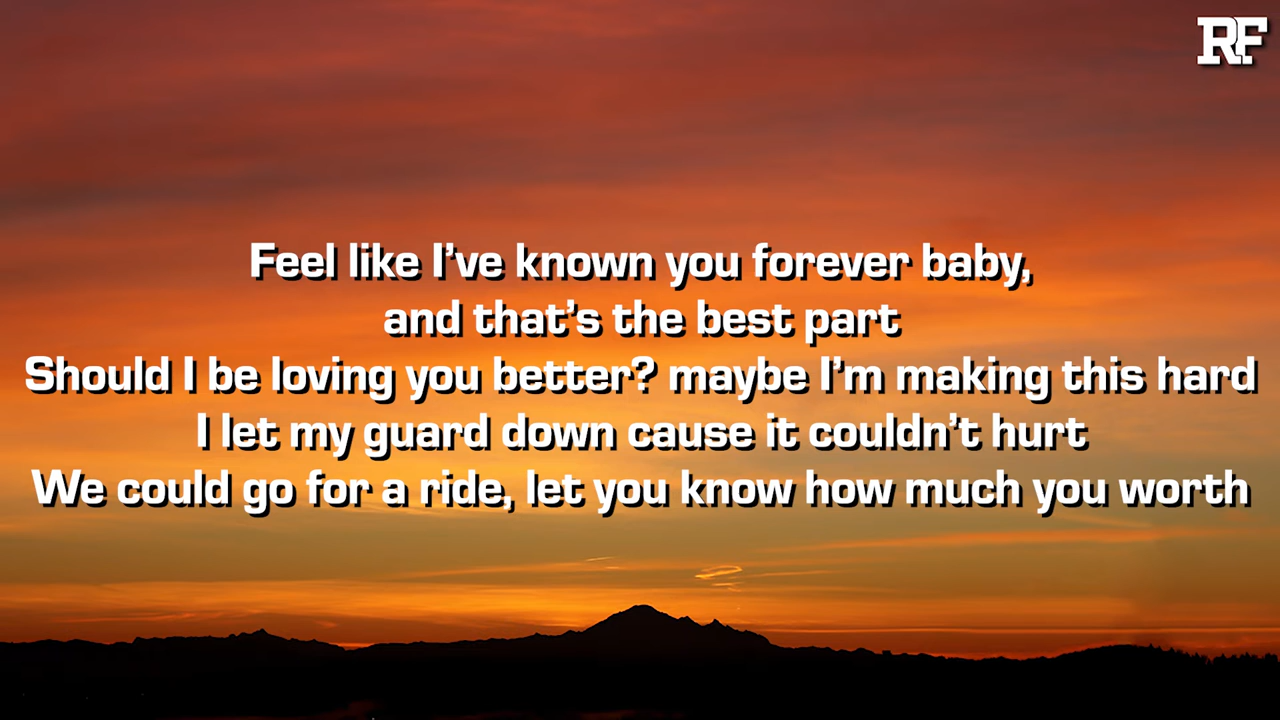 RF
Feel like I've known you forever baby,
and that's the best part
Should I be loving you better? maybe I'm making this hard
I let my guard down cause it couldn't hurt
We could go for a ride, let you know how much you worth